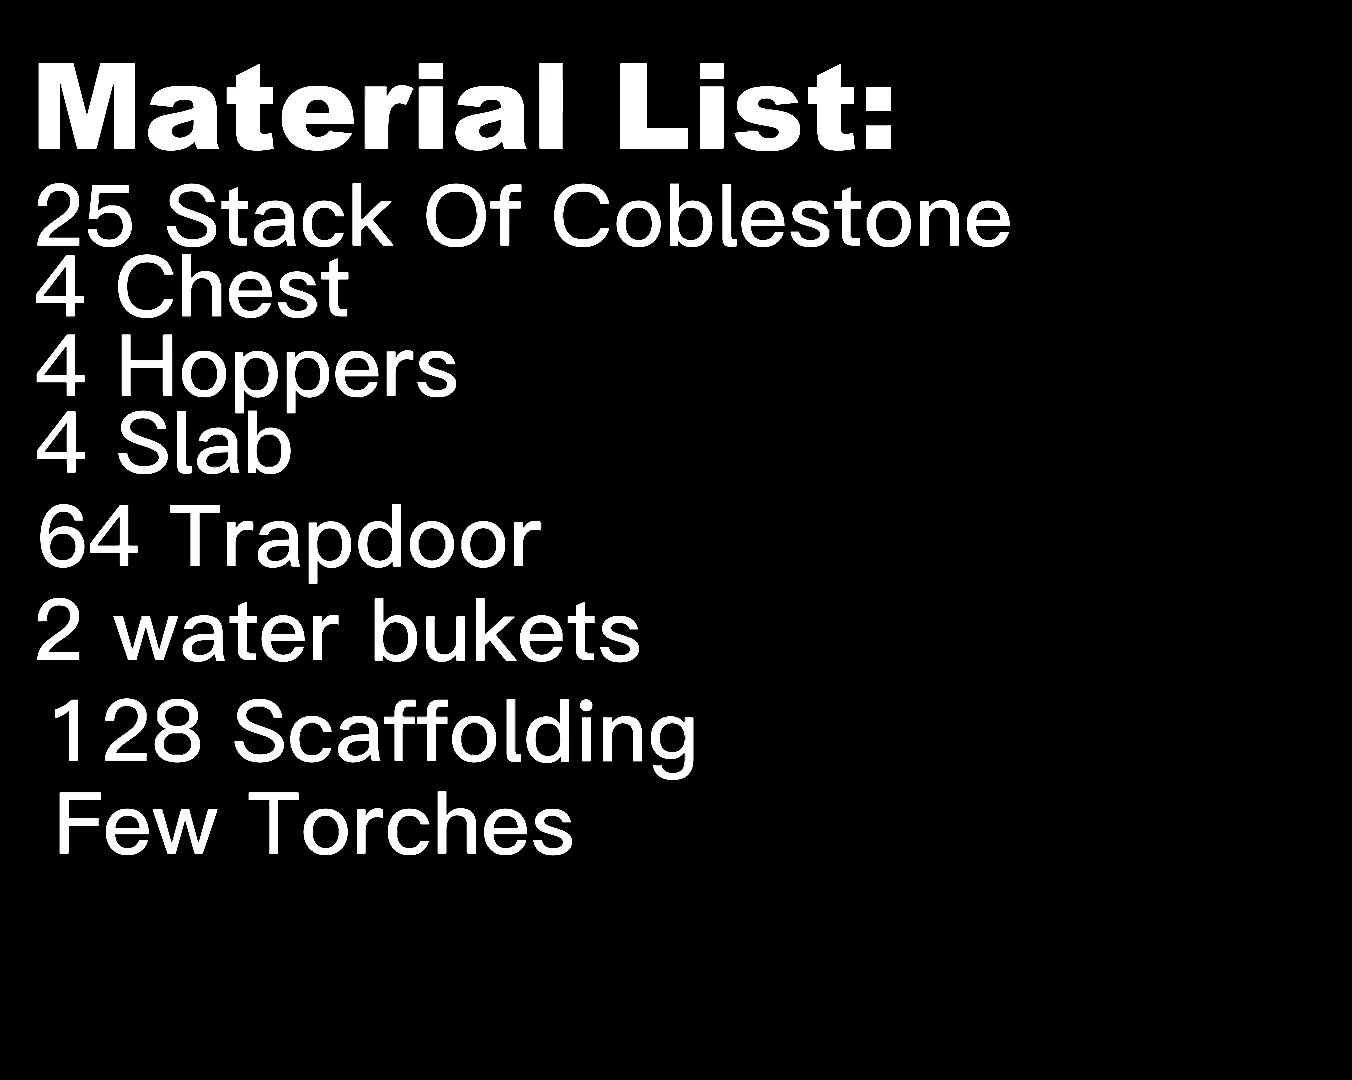 Material List:
25 Stack Of Coblestone
4 Chest
4 Hoppers
4 Slab
64 Trapdoor
2 water bukets
128 Scaffolding
Few Torches